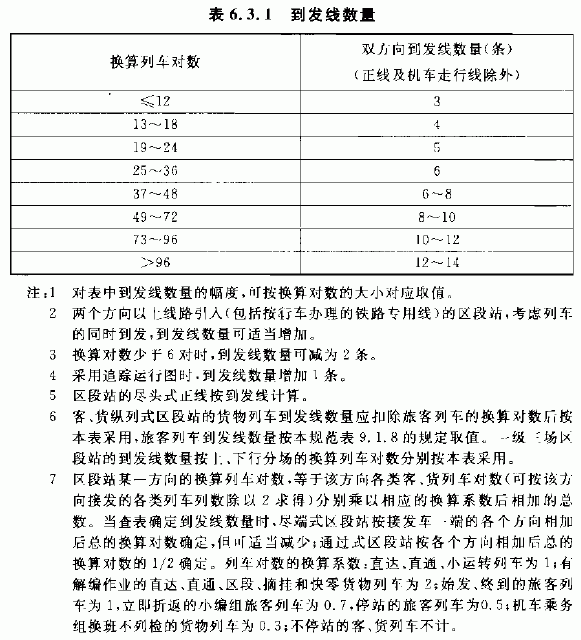 表6.3.1 到发线数量
换算列车对数
双方向到发线数量(条)
(正线及机车走行线除外)
≤12 3
13～18 4
19～24 5
25～36 6
37～48 6～8
49～72 8～10
73～96 10～12
>96 12～14
注:1 对表中到发线数量的幅度,可按换算对数的大小对应取值。
2 两个方向以上线路引入(包括按行车办理的铁路专用线)的区段站,考虑列车
的同时到发,到发线数量可适当增加。
3 换算对数少于6对时,到发线数量可减为2条。
4 采用追踪运行图时,到发线数量增加1条。
5 区段站的尽头式正线按到发线计算。
6 客、货纵列式区段站的货物列车到发线数量应扣除旅客列车的换算对数后按
本表采用,旅客列车到发线数量按本规范表9.1.8的规定取值。一级三场区
段站的到发线数量按上、下行分场的换算列车对数分别按本表采用。
7 区段站某一方向的换算列车对数,等于该方向各类客、货列车对数(可按该方
向接发的各类列车列数除以2求得)分别乘以相应的换算系数后相加的总
数。当查表确定到发线数量时,尽端式区段站按接发车一端的各个方向相加
后总的换算对数确定,但可适当减少;通过式区段站按各个方向相加后总的
换算对数的1/2确定。列车对数的换算系数:直达、直通、小运转列车为1;有
解编作业的直达、直通、区段、摘挂和快零货物列车为2;始发、终到的旅客列
车为1,立即折返的小编组旅客列车为0.7,停站的旅客列车为0.5;机车乘务
组换班不列检的货物列车为0.3;不停站的客、货列车不计。